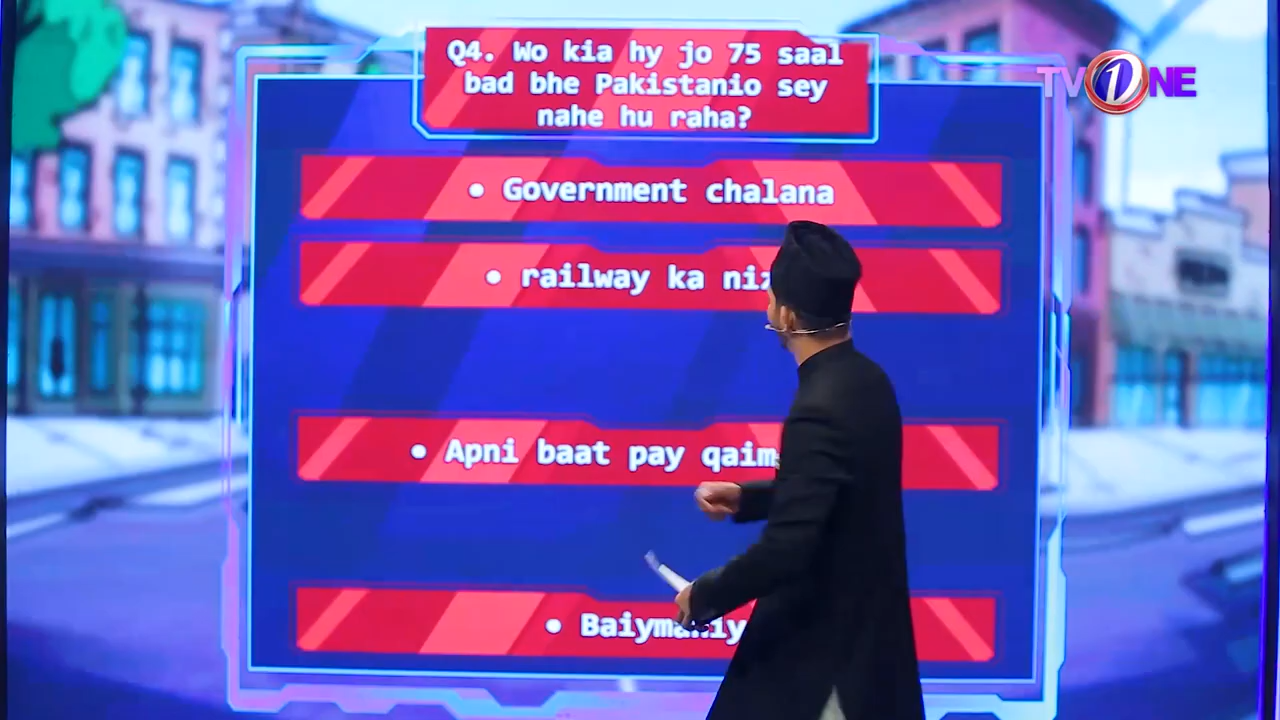 Q4. Wo kia hy jo 75 saal
bad bhe Pakistanio sey
nahe hu raha?
TV ONE
• Government chalana
• railway ka
• Apni baat pay qaim
•